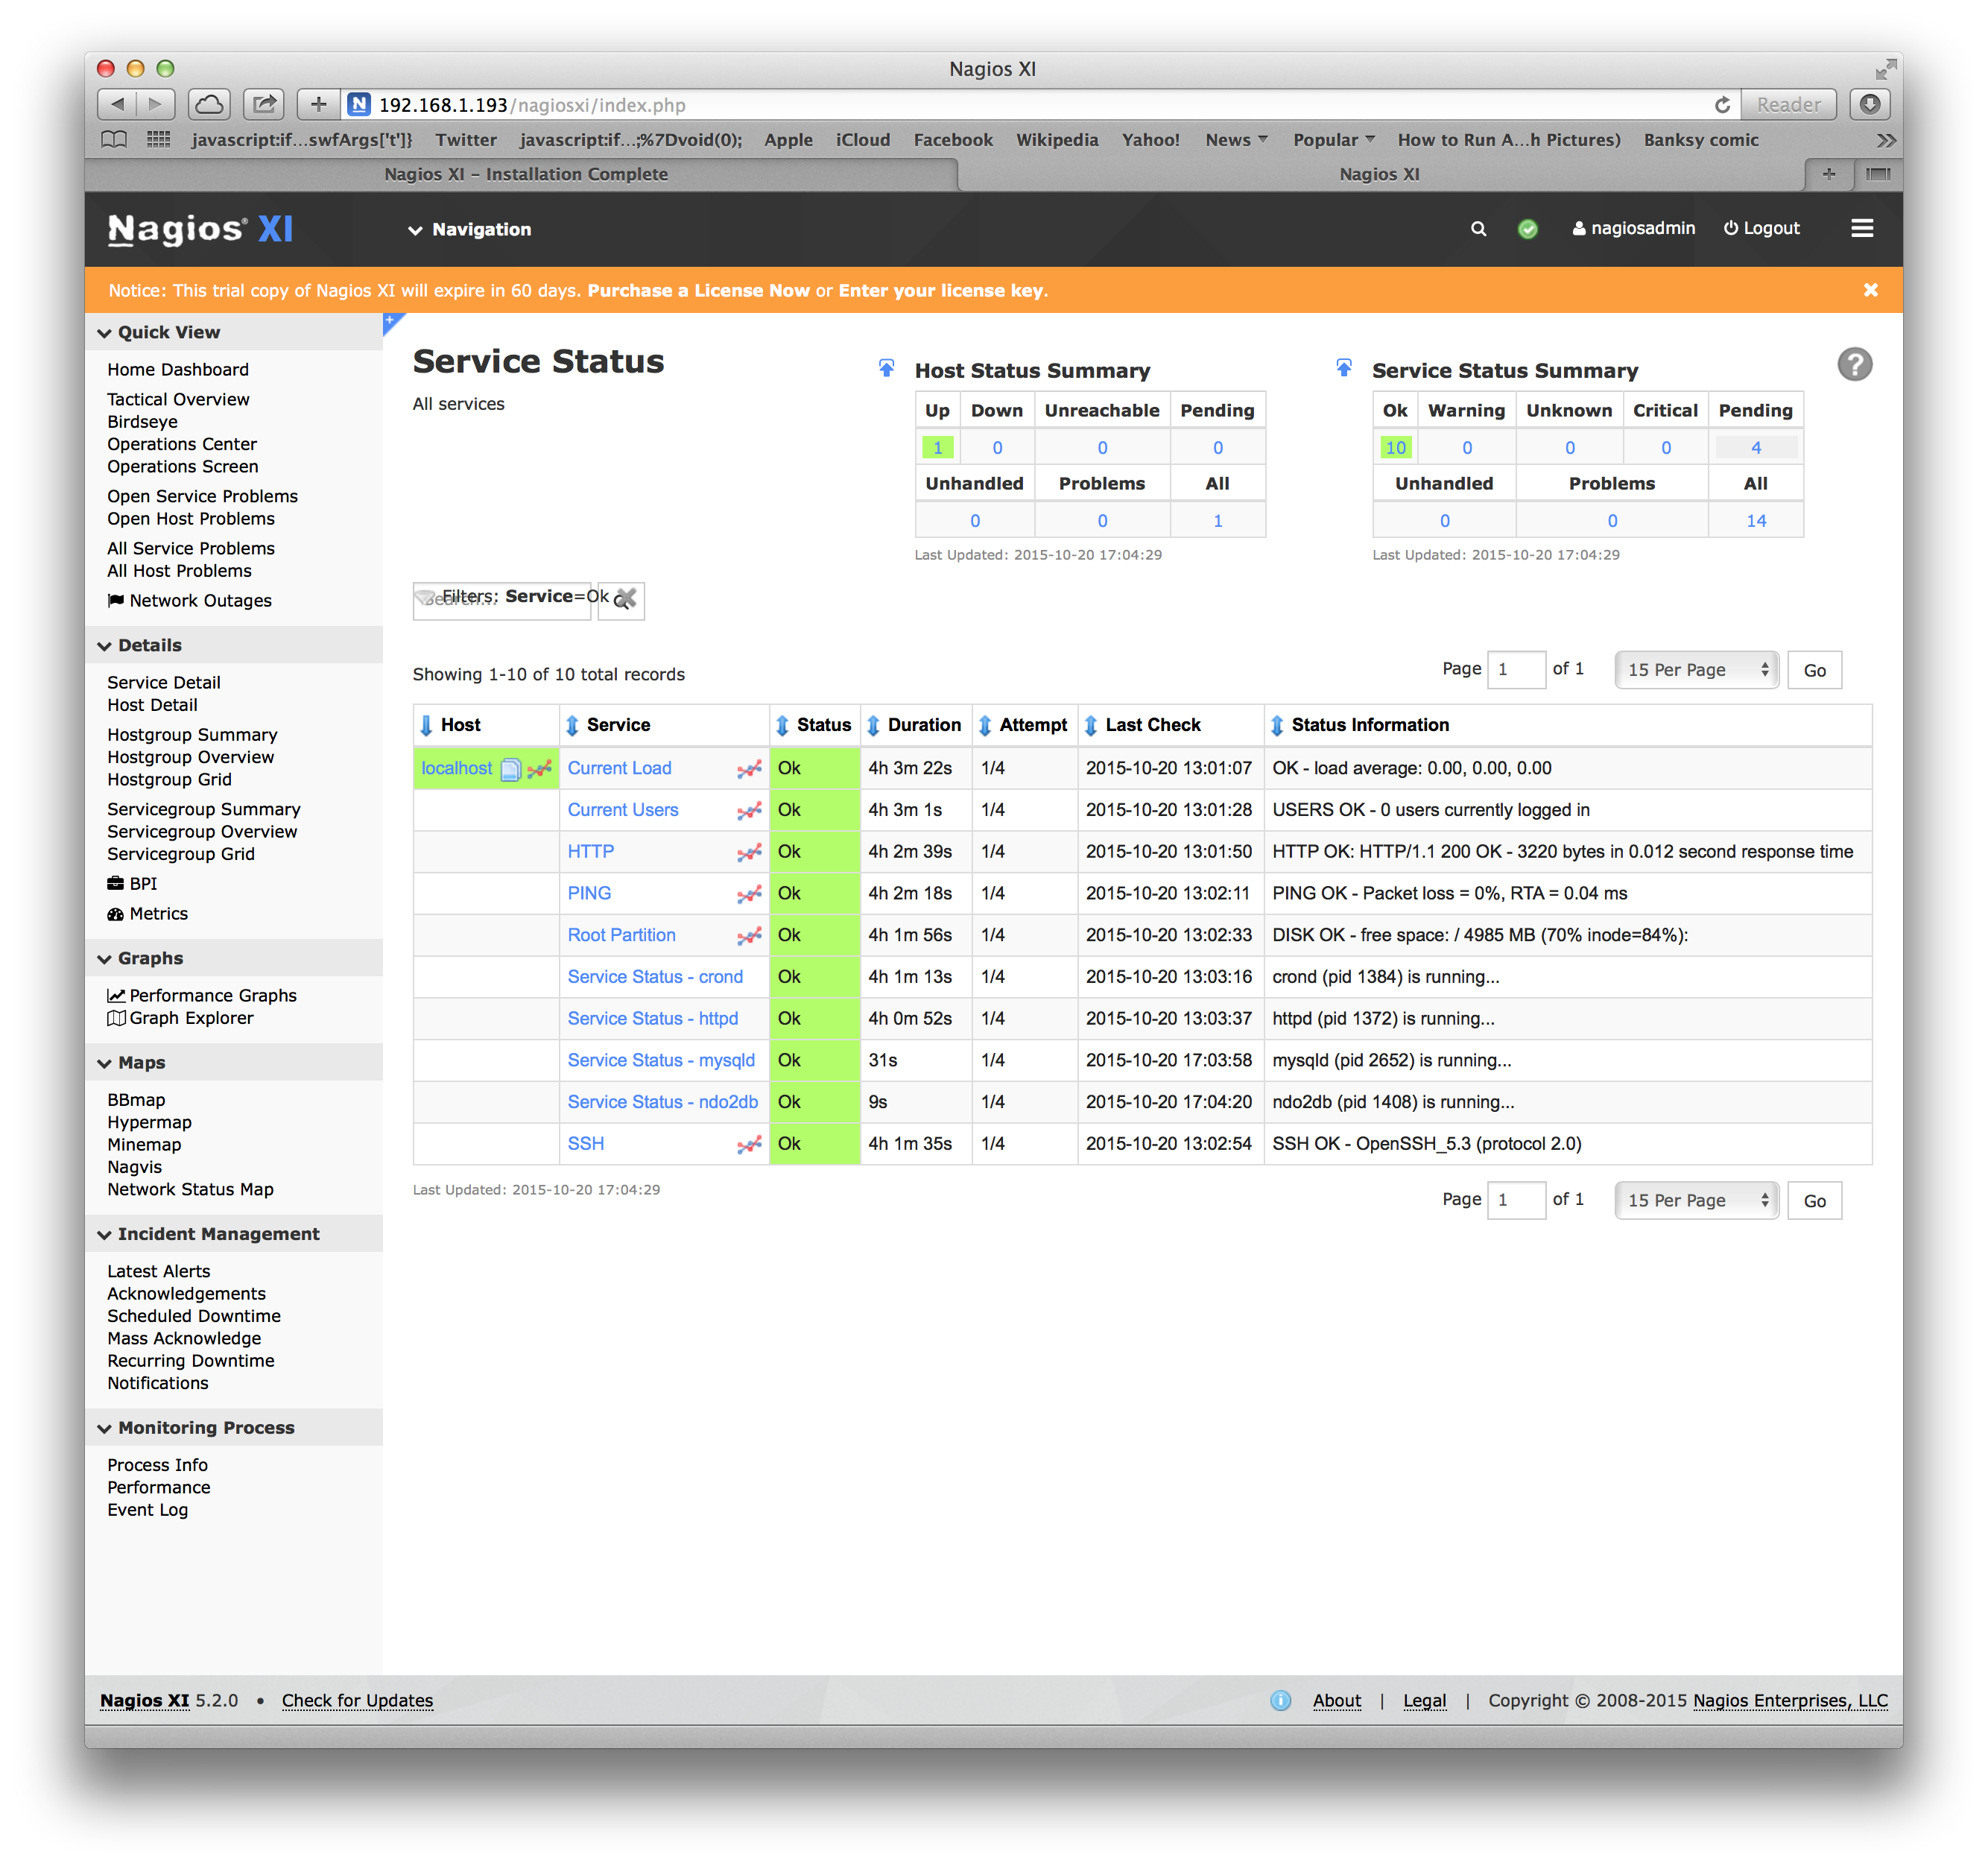 Nagios XI
192.168.1.193/nagiosxi/index.php
Reader
javascript:if...swfArgs['t']} Twitter javascript:if...;%7Dvoid(0); Apple iCloud Facebook Wikipedia Yahoo! News Popular How to Run A...h Pictures) Banksy comic
Nagios XI – Installation Complete
Nagios XI
Nagios® XI
Navigation
nagiosadmin
Logout
Notice: This trial copy of Nagios XI will expire in 60 days. Purchase a License Now or Enter your license key.
Quick View
Home Dashboard
Tactical Overview
Birdseye
Operations Center
Operations Screen
Open Service Problems
Open Host Problems
All Service Problems
All Host Problems
Network Outages
Details
Service Detail
Host Detail
Hostgroup Summary
Hostgroup Overview
Hostgroup Grid
Servicegroup Summary
Servicegroup Overview
Servicegroup Grid
BPI
Metrics
Graphs
Performance Graphs
Graph Explorer
Maps
BBmap
Hypermap
Minemap
Nagvis
Network Status Map
Incident Management
Latest Alerts
Acknowledgements
Scheduled Downtime
Mass Acknowledge
Recurring Downtime
Notifications
Monitoring Process
Process Info
Performance
Event Log
Service Status
All services
Host Status Summary
Up Down Unreachable Pending
1 0 0 0
Unhandled Problems All
0 0 1
Last Updated: 2015-10-20 17:04:29
Service Status Summary
Ok Warning Unknown Critical Pending
10 0 0 0 4
Unhandled Problems All
0 0 14
Last Updated: 2015-10-20 17:04:29
Search...
Filters: Service=Ok
Showing 1-10 of 10 total records
Page 1 of 1 15 Per Page Go
Host Service Status Duration Attempt Last Check Status Information
localhost Current Load Ok 4h 3m 22s 1/4 2015-10-20 13:01:07 OK - load average: 0.00, 0.00, 0.00
Current Users Ok 4h 3m 1s 1/4 2015-10-20 13:01:28 USERS OK - 0 users currently logged in
HTTP Ok 4h 2m 39s 1/4 2015-10-20 13:01:50 HTTP OK: HTTP/1.1 200 OK - 3220 bytes in 0.012 second response time
PING Ok 4h 2m 18s 1/4 2015-10-20 13:02:11 PING OK - Packet loss = 0%, RTA = 0.04 ms
Root Partition Ok 4h 1m 56s 1/4 2015-10-20 13:02:33 DISK OK - free space: / 4985 MB (70% inode=84%):
Service Status - crond Ok 4h 1m 13s 1/4 2015-10-20 13:03:16 crond (pid 1384) is running...
Service Status - httpd Ok 4h 0m 52s 1/4 2015-10-20 13:03:37 httpd (pid 1372) is running...
Service Status - mysqld Ok 31s 1/4 2015-10-20 17:03:58 mysqld (pid 2652) is running...
Service Status - ndo2db Ok 9s 1/4 2015-10-20 17:04:20 ndo2db (pid 1408) is running...
SSH Ok 4h 1m 35s 1/4 2015-10-20 13:02:54 SSH OK - OpenSSH_5.3 (protocol 2.0)
Last Updated: 2015-10-20 17:04:29
Page 1 of 1 15 Per Page Go
Nagios XI 5.2.0 • Check for Updates
About | Legal | Copyright © 2008-2015 Nagios Enterprises, LLC